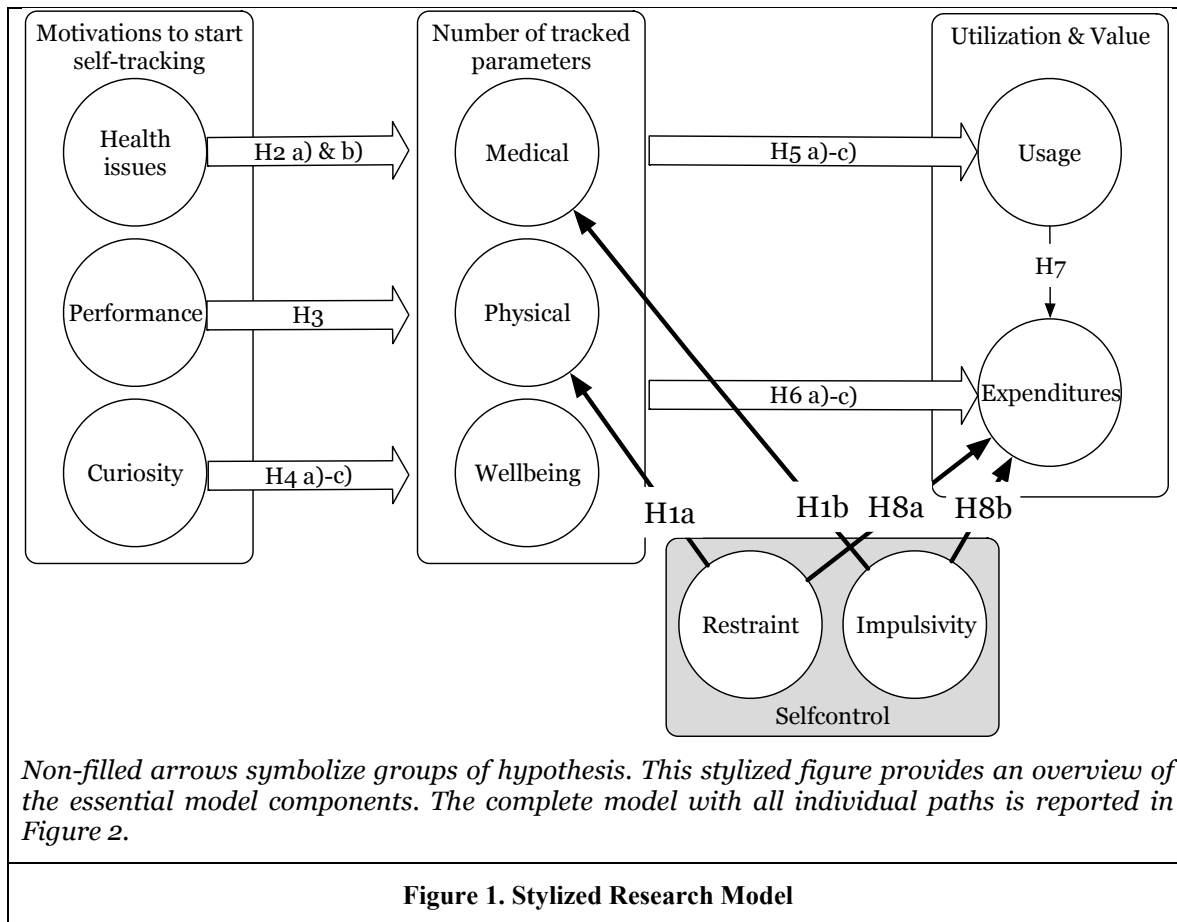 Motivations to start
self-tracking
Number of tracked
parameters
Utilization & Value
Health
issues
H2 a) & b)
Medical
H5 a)-c)
Usage
H7
Performance
H3
Physical
H6 a)-c)
Expenditures
Curiosity
H4 a)-c)
Wellbeing
H1a
H1b
H8a
H8b
Restraint
Impulsivity
Selfcontrol
Non-filled arrows symbolize groups of hypothesis. This stylized figure provides an overview of
the essential model components. The complete model with all individual paths is reported in
Figure 2.
Figure 1. Stylized Research Model